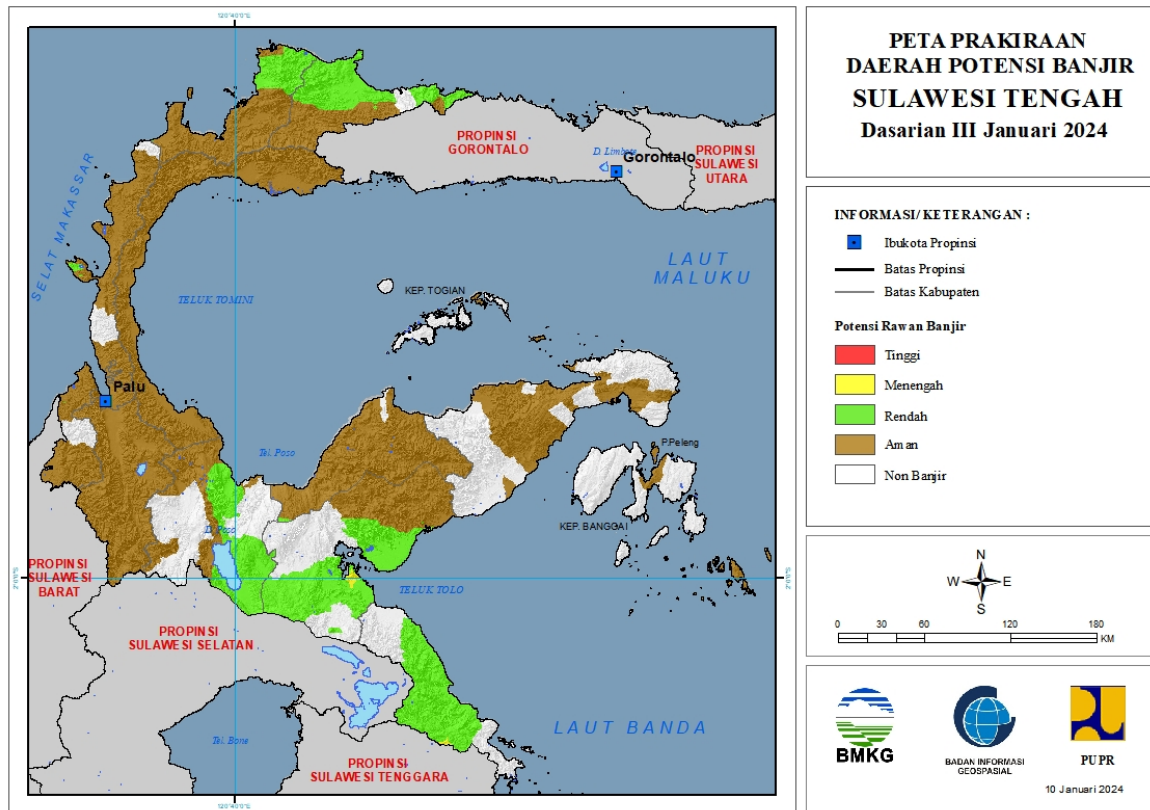 PETA PRAKIRAAN
DAERAH POTENSI BANJIR
SULAWESI TENGAH
Dasarian III Januari 2024
INFORMASI/ KETERANGAN :
Ibukota Propinsi
Batas Propinsi
Batas Kabupaten
Potensi Rawan Banjir
Tinggi
Menengah
Rendah
Aman
Non Banjir
N
W E
S
0 30 60 120 180
KM
BMKG
BADAN INFORMASI
GEOSPASIAL
PUPR
10 Januari 2024
120°4'0"S
PROPINSI
GORONTALO
D. Limboto
Gorontalo
PROPINSI
SULAWESI
UTARA
SELAT MAKASSAR
LAUT
MALUKU
TELUK TOMINI
KEP. TOGIAN
Palu
Tel. Poso
P.Peleng
D. Poso
KEP. BANGGAI
PROPINSI
SULAWESI
BARAT
TELUK TOLO
PROPINSI
SULAWESI SELATAN
LAUT BANDA
Tel. Bone
PROPINSI
SULAWESI TENGGARA